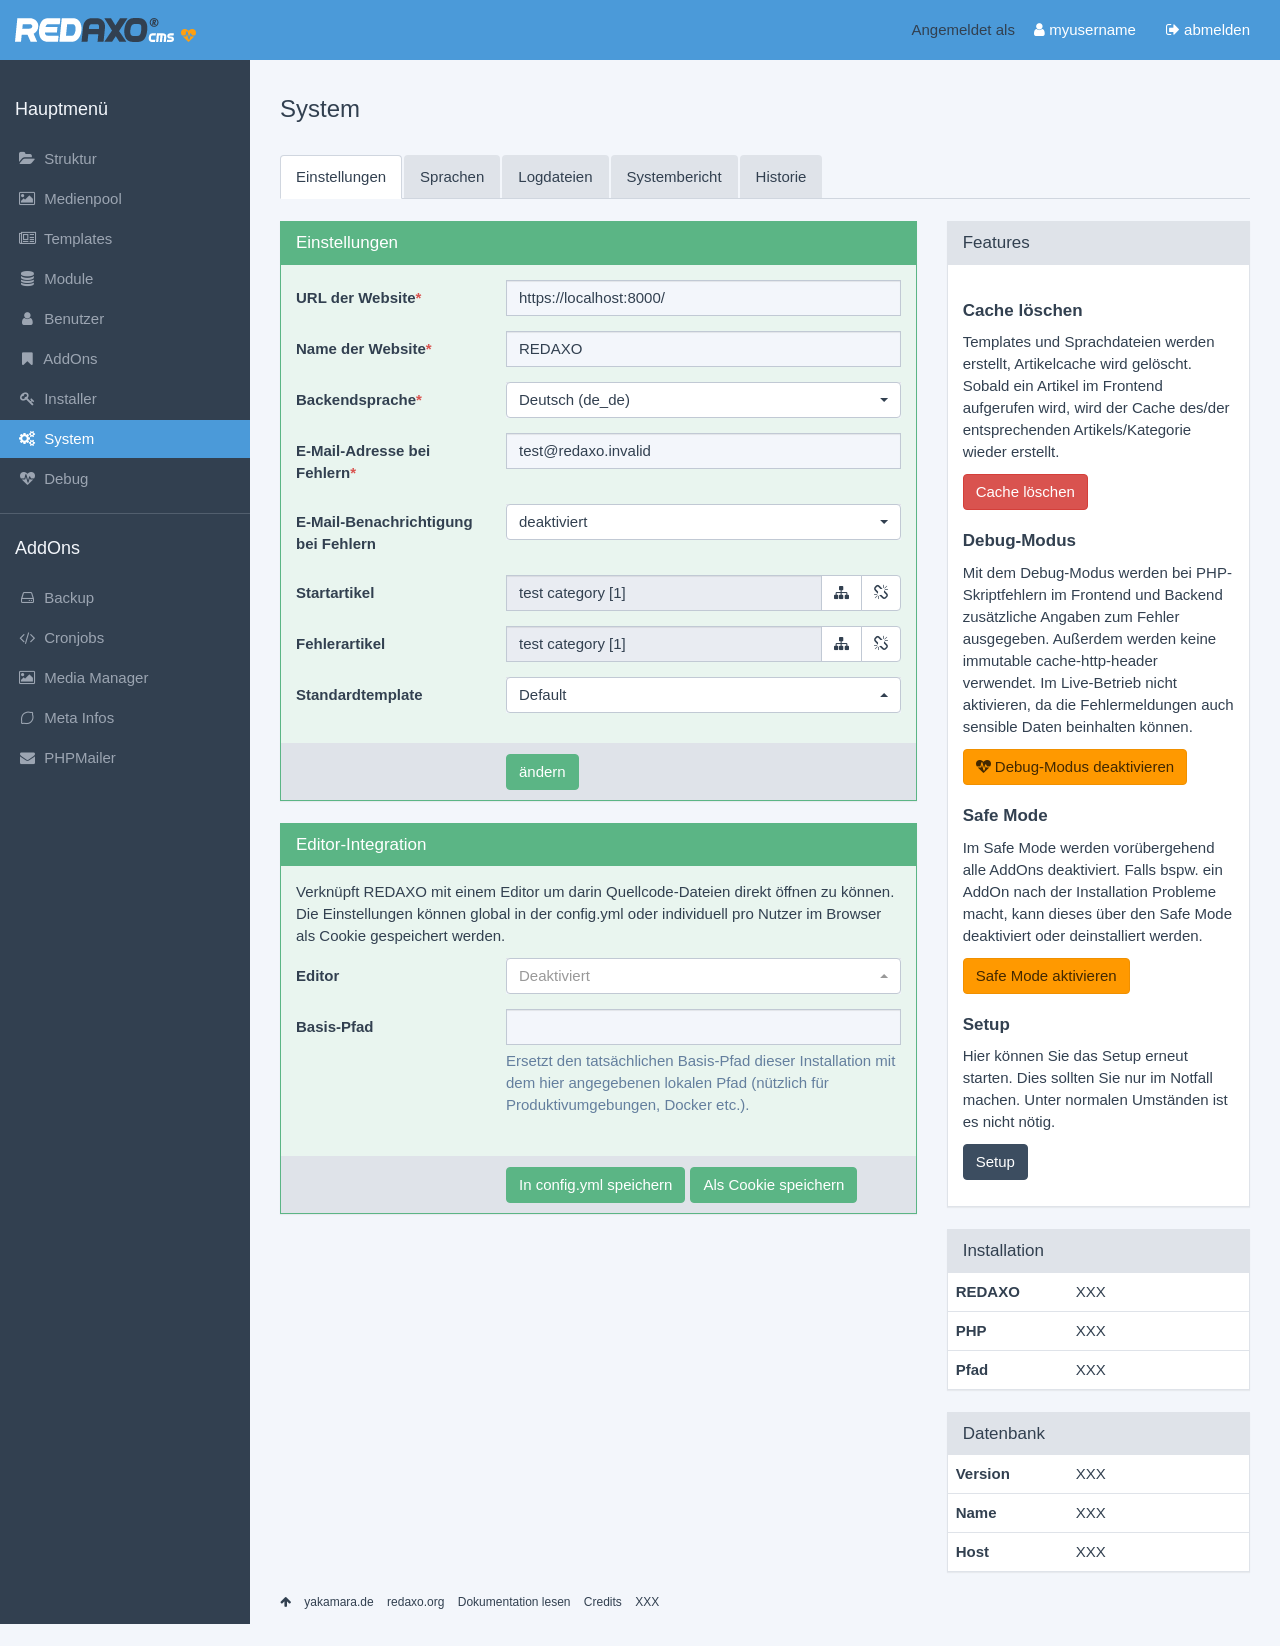 REDAXO® cms
Angemeldet als myusername abmelden
Hauptmenü
Struktur
Medienpool
Templates
Module
Benutzer
AddOns
Installer
System
Debug
AddOns
Backup
Cronjobs
Media Manager
Meta Infos
PHPMailer
System
Einstellungen Sprachen Logdateien Systembericht Historie
Einstellungen
URL der Website* https://localhost:8000/
Name der Website* REDAXO
Backendsprache* Deutsch (de_de)
E-Mail-Adresse bei test@redaxo.invalid
Fehlern*
E-Mail-Benachrichtigung deaktiviert
bei Fehlern
Startartikel test category [1]
Fehlerartikel test category [1]
Standardtemplate Default
ändern
Editor-Integration
Verknüpft REDAXO mit einem Editor um darin Quellcode-Dateien direkt öffnen zu können.
Die Einstellungen können global in der config.yml oder individuell pro Nutzer im Browser
als Cookie gespeichert werden.
Editor Deaktiviert
Basis-Pfad
Ersetzt den tatsächlichen Basis-Pfad dieser Installation mit
dem hier angegebenen lokalen Pfad (nützlich für
Produktivumgebungen, Docker etc.).
In config.yml speichern Als Cookie speichern
Features
Cache löschen
Templates und Sprachdateien werden
erstellt, Artikelcache wird gelöscht.
Sobald ein Artikel im Frontend
aufgerufen wird, wird der Cache des/der
entsprechenden Artikels/Kategorie
wieder erstellt.
Cache löschen
Debug-Modus
Mit dem Debug-Modus werden bei PHP-
Skriptfehlern im Frontend und Backend
zusätzliche Angaben zum Fehler
ausgegeben. Außerdem werden keine
immutable cache-http-header
verwendet. Im Live-Betrieb nicht
aktivieren, da die Fehlermeldungen auch
sensible Daten beinhalten können.
Debug-Modus deaktivieren
Safe Mode
Im Safe Mode werden vorübergehend
alle AddOns deaktiviert. Falls bspw. ein
AddOn nach der Installation Probleme
macht, kann dieses über den Safe Mode
deaktiviert oder deinstalliert werden.
Safe Mode aktivieren
Setup
Hier können Sie das Setup erneut
starten. Dies sollten Sie nur im Notfall
machen. Unter normalen Umständen ist
es nicht nötig.
Setup
Installation
REDAXO XXX
PHP XXX
Pfad XXX
Datenbank
Version XXX
Name XXX
Host XXX
yakamara.de redaxo.org Dokumentation lesen Credits XXX